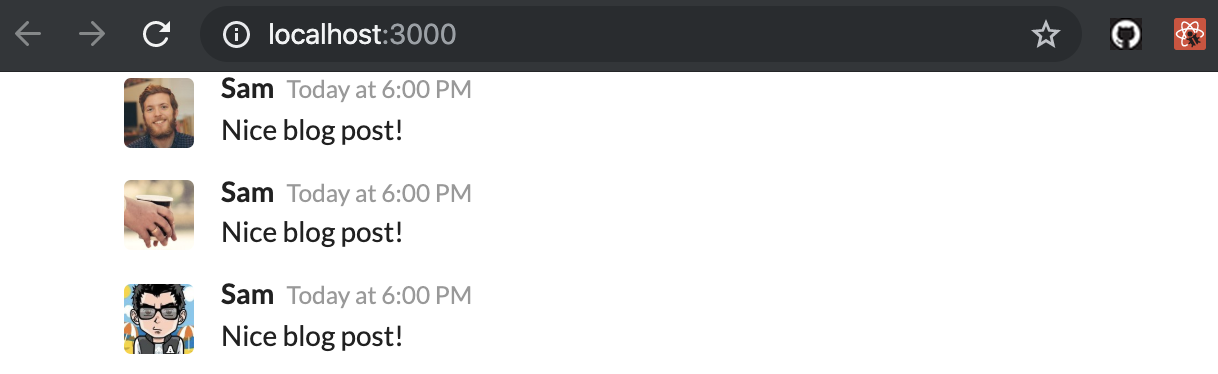 localhost:3000
Sam Today at 6:00 PM
Nice blog post!
Sam Today at 6:00 PM
Nice blog post!
Sam Today at 6:00 PM
Nice blog post!
A